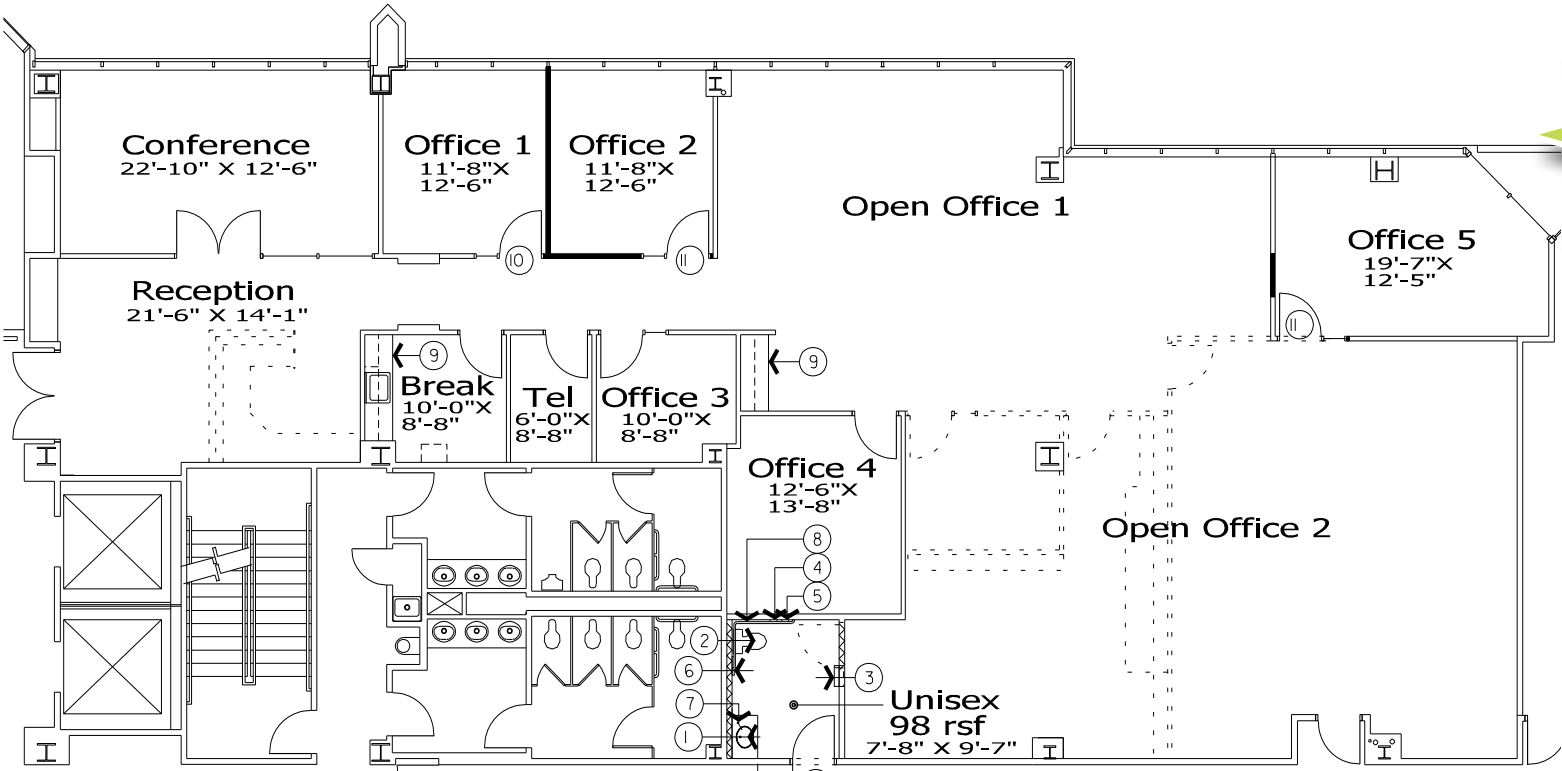 Conference
22'-10" X 12'-6"
Office 1
11'-8"X
12'-6"
Office 2
11'-8"X
12'-6"
Open Office 1
Office 5
19'-7"X
12'-5"
10
11
11
Reception
21'-6" X 14'-1"
9
Break
10'-0"X
8'-8"
Tel
6'-0"X
8'-8"
Office 3
10'-0"X
8'-8"
9
Office 4
12'-6"X
13'-8"
Open Office 2
8
4
5
2
6
3
7
1
Unisex
98 rsf
7'-8" X 9'-7"